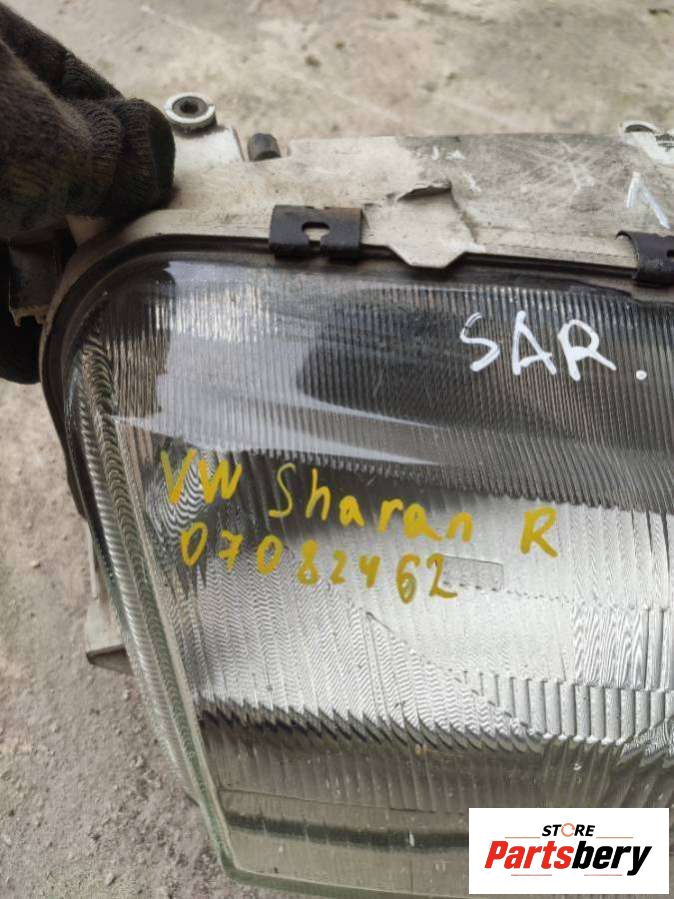 SAR.
VW Sharan R
07082462
STORE
Partsbery